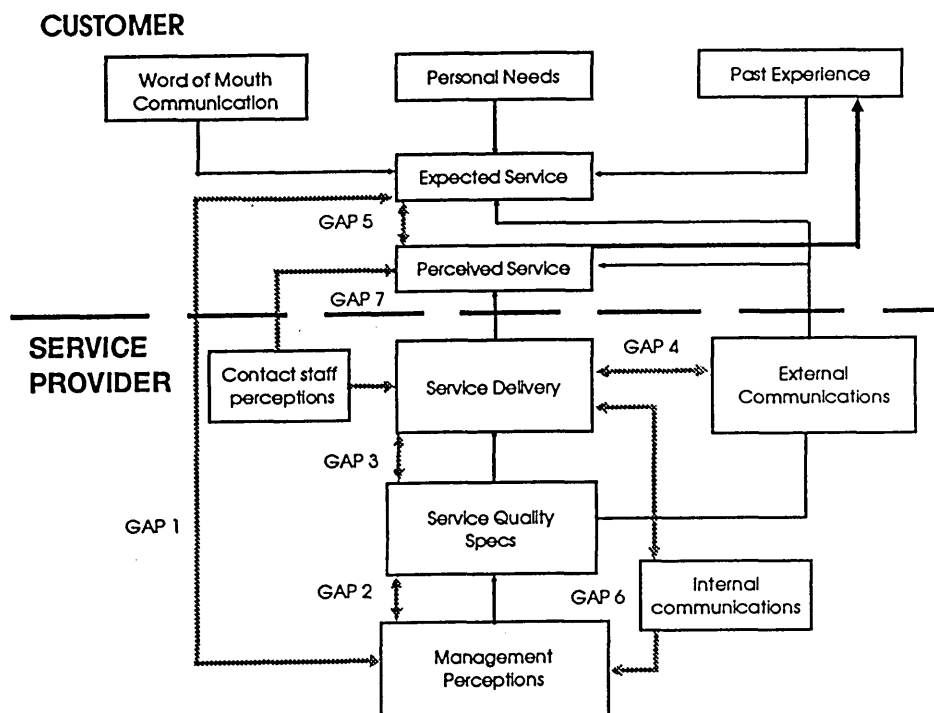 CUSTOMER
Word of Mouth
Communication
Personal Needs
Past Experience
Expected Service
GAP 5
Perceived Service
GAP 7
SERVICE
PROVIDER
Contact staff
perceptions
Service Delivery
GAP 4
External
Communications
GAP 3
GAP 1
Service Quality
Specs
GAP 2
GAP 6
Internal
communications
Management
Perceptions